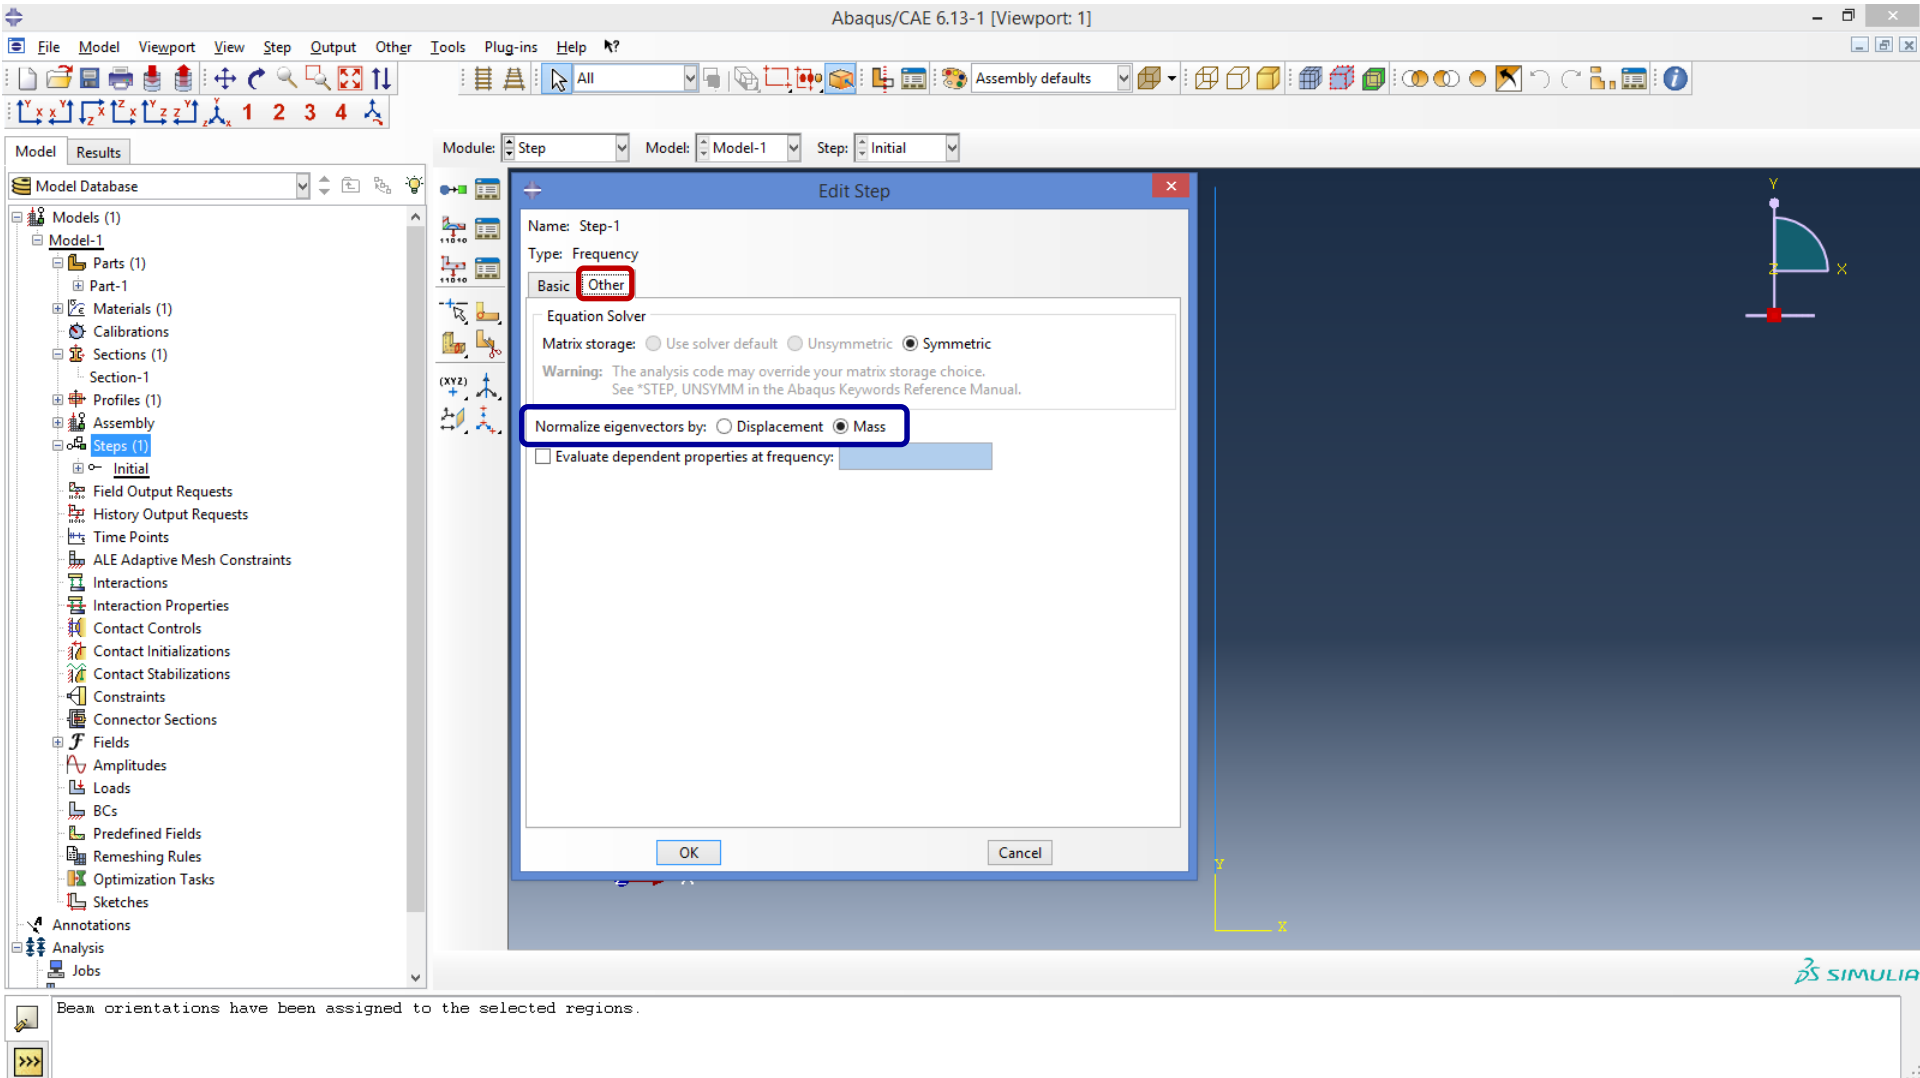 Abaqus/CAE 6.13-1 [Viewport: 1]
File Model Viewport View Step Output Other Tools Plug-ins Help
All
Assembly defaults
1 2 3 4
Model Results
Module: Step Model: Model-1 Step: Initial
Model Database
Models (1)
Model-1
Parts (1)
Part-1
Materials (1)
Calibrations
Sections (1)
Section-1
Profiles (1)
Assembly
Steps (1)
Initial
Field Output Requests
History Output Requests
Time Points
ALE Adaptive Mesh Constraints
Interactions
Interaction Properties
Contact Controls
Contact Initializations
Contact Stabilizations
Constraints
Connector Sections
Fields
Amplitudes
Loads
BCs
Predefined Fields
Remeshing Rules
Optimization Tasks
Sketches
Annotations
Analysis
Jobs
(XYZ)
Edit Step
Name: Step-1
Type: Frequency
Basic Other
Equation Solver
Matrix storage: Use solver default Unsymmetric Symmetric
Warning: The analysis code may override your matrix storage choice.
See *STEP, UNSYMM in the Abaqus Keywords Reference Manual.
Normalize eigenvectors by: Displacement Mass
Evaluate dependent properties at frequency:
OK Cancel
Y
Z X
Y
X
SIMULIA
Beam orientations have been assigned to the selected regions.
>>>